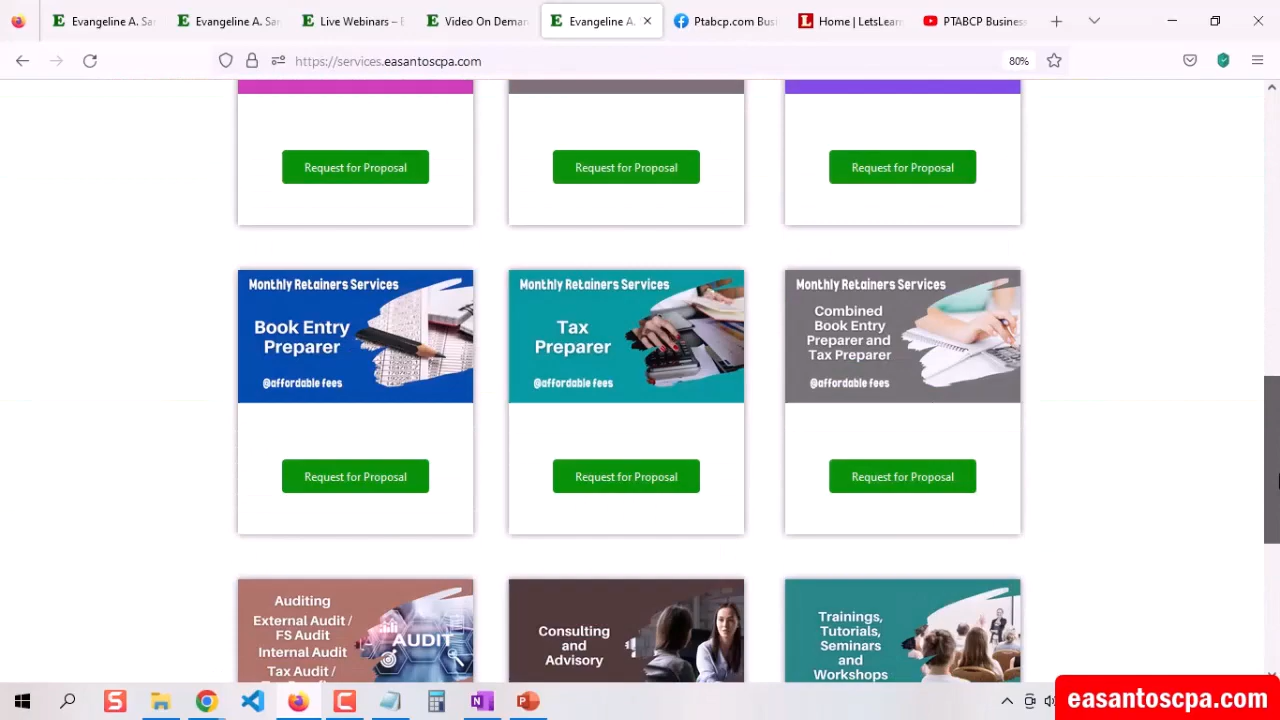 Evangeline A. San
Evangeline A. San
Live Webinars – E
Video On Deman
Evangeline A.
Ptabcp.com Busi
Home | LetsLearn
PTABCP Business
https://services.easantoscpa.com
80%
Request for Proposal
Request for Proposal
Request for Proposal
Monthly Retainers Services
Book Entry
Preparer
@affordable fees
Monthly Retainers Services
Tax
Preparer
@affordable fees
Monthly Retainers Services
Combined
Book Entry
Preparer and
Tax Preparer
@affordable fees
Request for Proposal
Request for Proposal
Request for Proposal
Auditing
External Audit /
FS Audit
Internal Audit
Tax Audit /
AUDIT
Consulting
and
Advisory
Trainings,
Tutorials,
Seminars
and
Workshops
easantoscpa.com